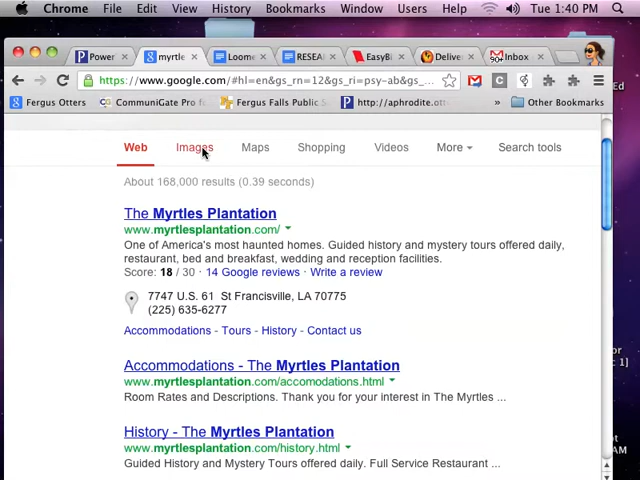 Chrome File Edit View History Bookmarks Window Users Help Tue 1:40 PM
Power myrtle Loome RESEA EasyBi Delive 90+ Inbox
https://www.google.com/#hl=en&gs_rn=12&gs_ri=psy-ab&gs_...
Fergus Otters CommuniGate Pro f Fergus Falls Public S http://aphrodite.ott » Other Bookmarks
Web Images Maps Shopping Videos More Search tools
About 168,000 results (0.39 seconds)
The Myrtles Plantation
www.myrtlesplantation.com/
One of America's most haunted homes. Guided history and mystery tours offered daily,
restaurant, bed and breakfast, wedding and reception facilities.
Score: 18 / 30 · 14 Google reviews · Write a review
7747 U.S. 61 St Francisville, LA 70775
(225) 635-6277
Accommodations - Tours - History - Contact us
Accommodations - The Myrtles Plantation
www.myrtlesplantation.com/accomodations.html
Room Rates and Descriptions. Thank you for your interest in The Myrtles ...
History - The Myrtles Plantation
www.myrtlesplantation.com/history.html
Guided History and Mystery Tours offered daily. Full Service Restaurant ...